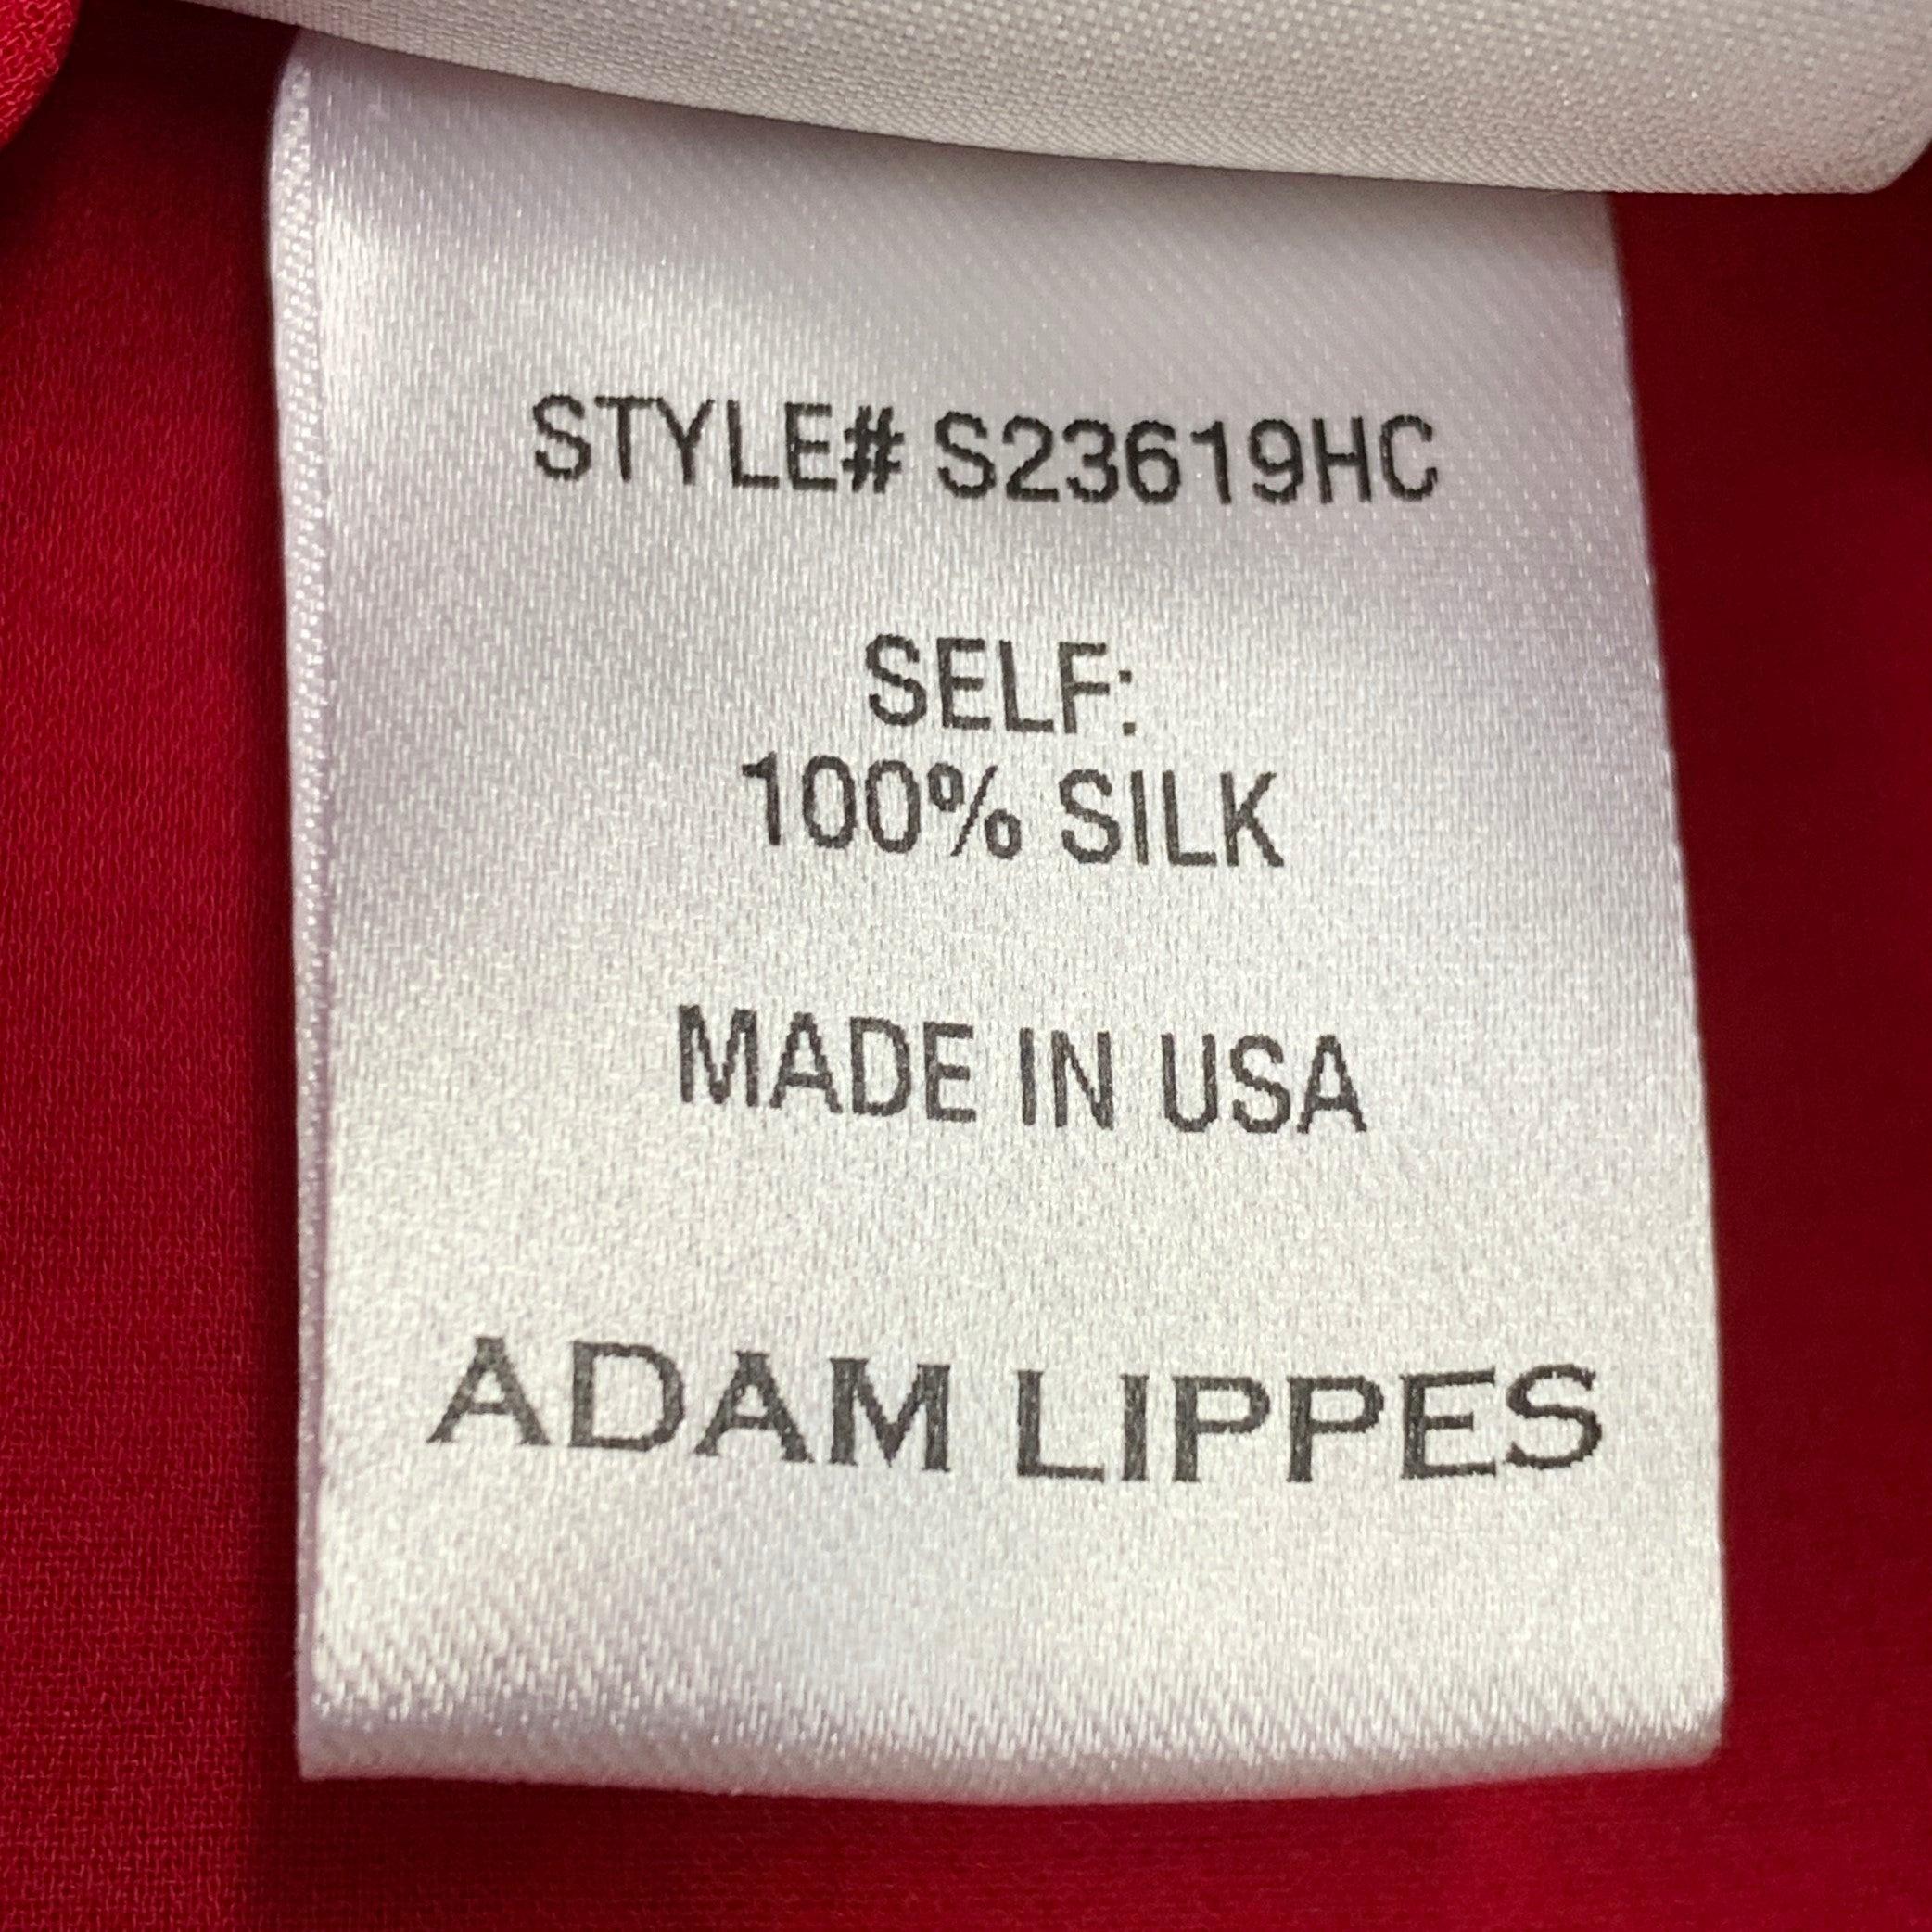 STYLE# S23619HC
SELF:
100% SILK
MADE IN USA
ADAM LIPPES